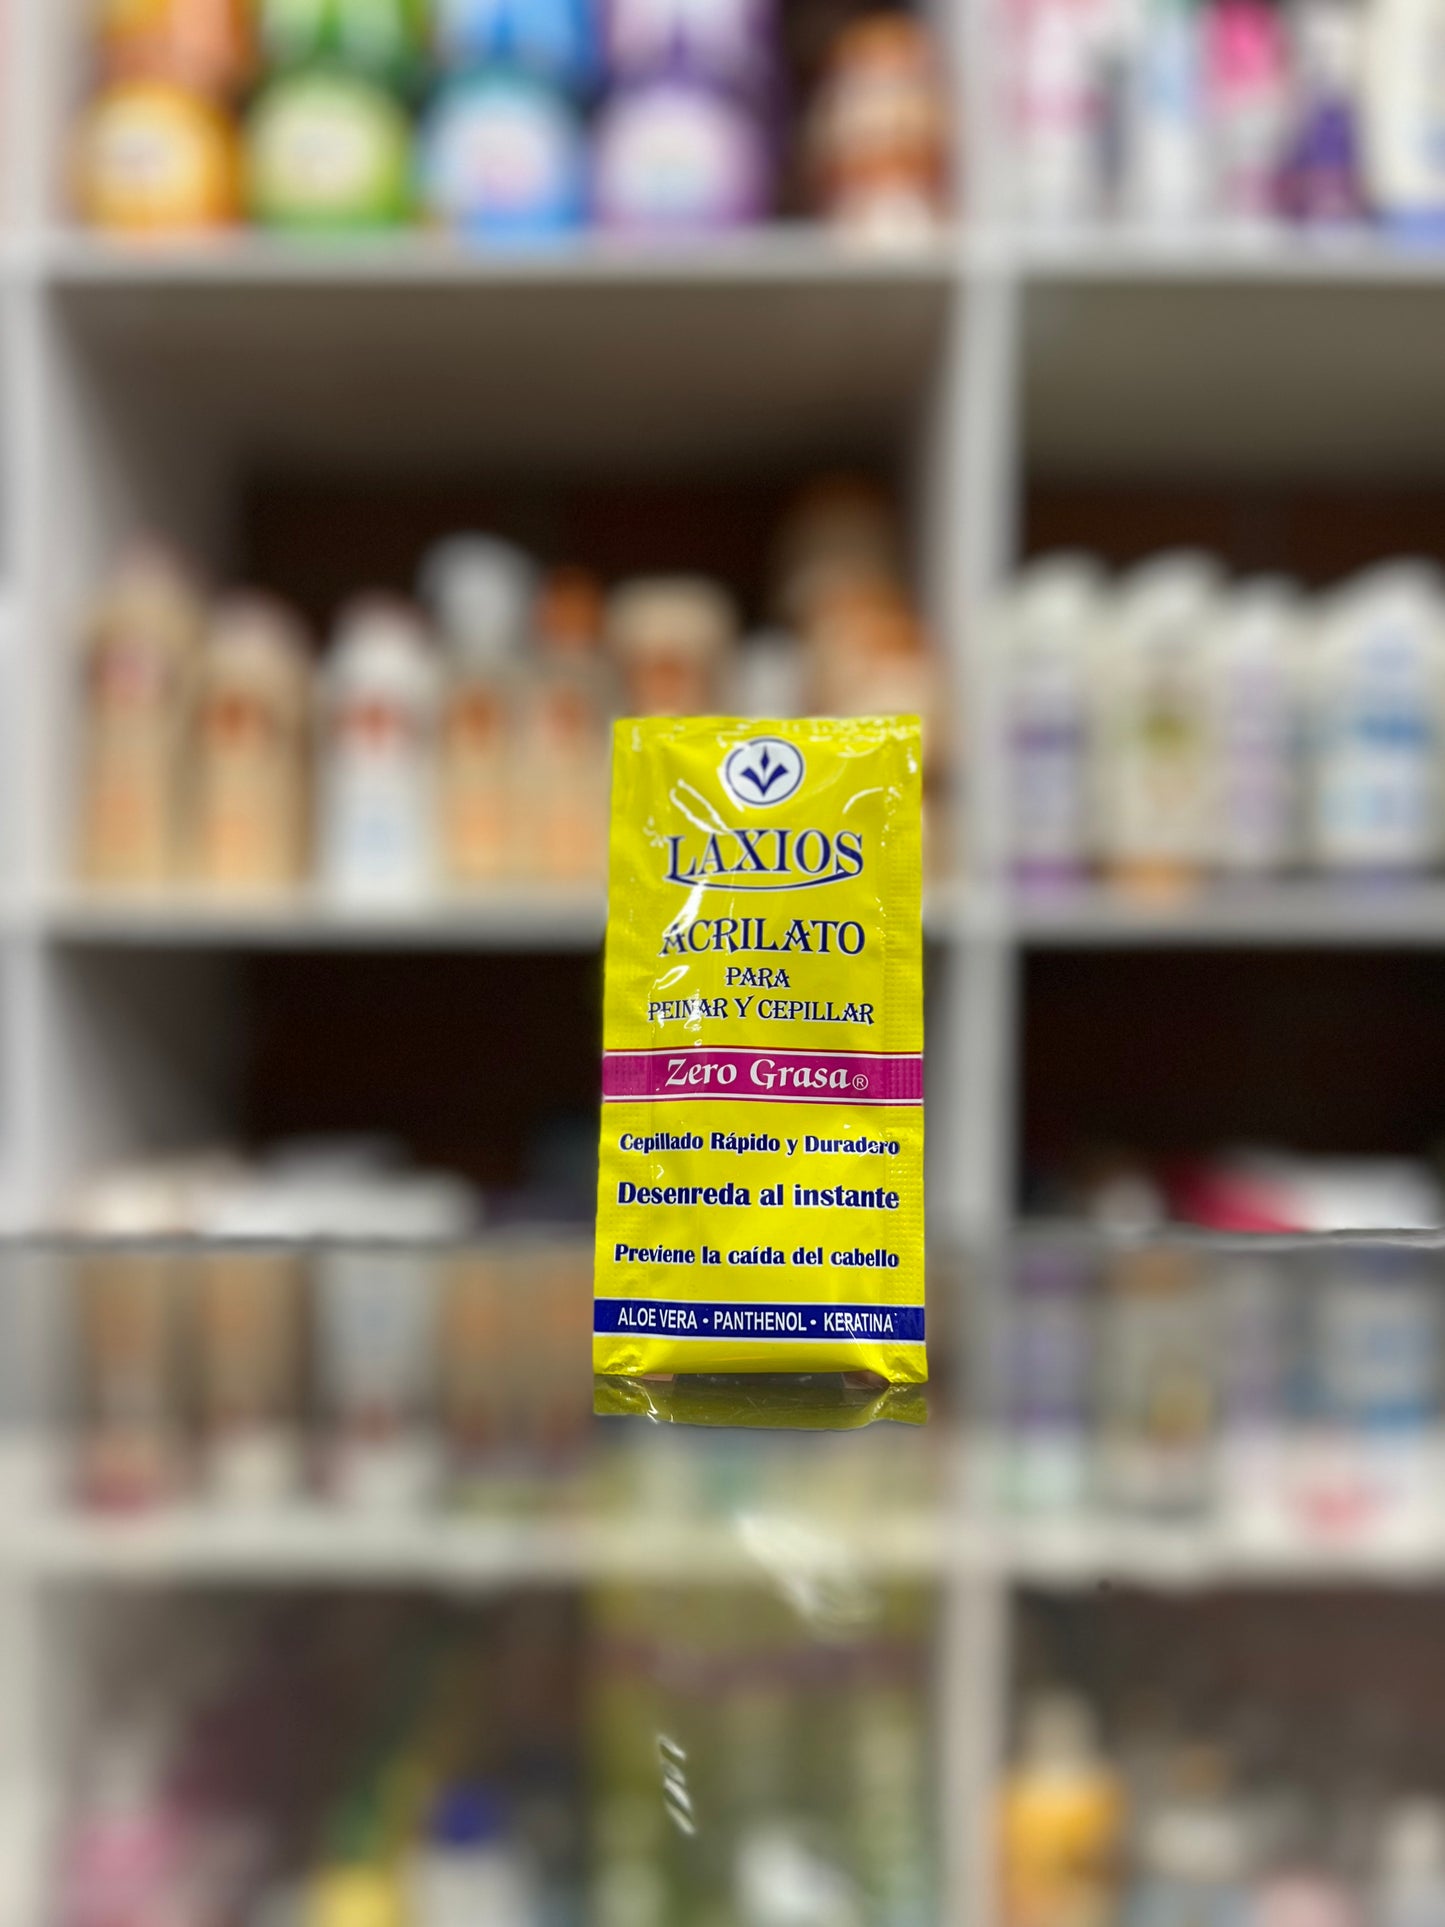 LAXIOS
ACRILATO
PARA
PEINAR Y CEPILLAR
Zero Grasa®
Cepillado Rápido y Duradero
Desenreda al instante
Previene la caída del cabello
ALOE VERA • PANTHENOL • KERATINA